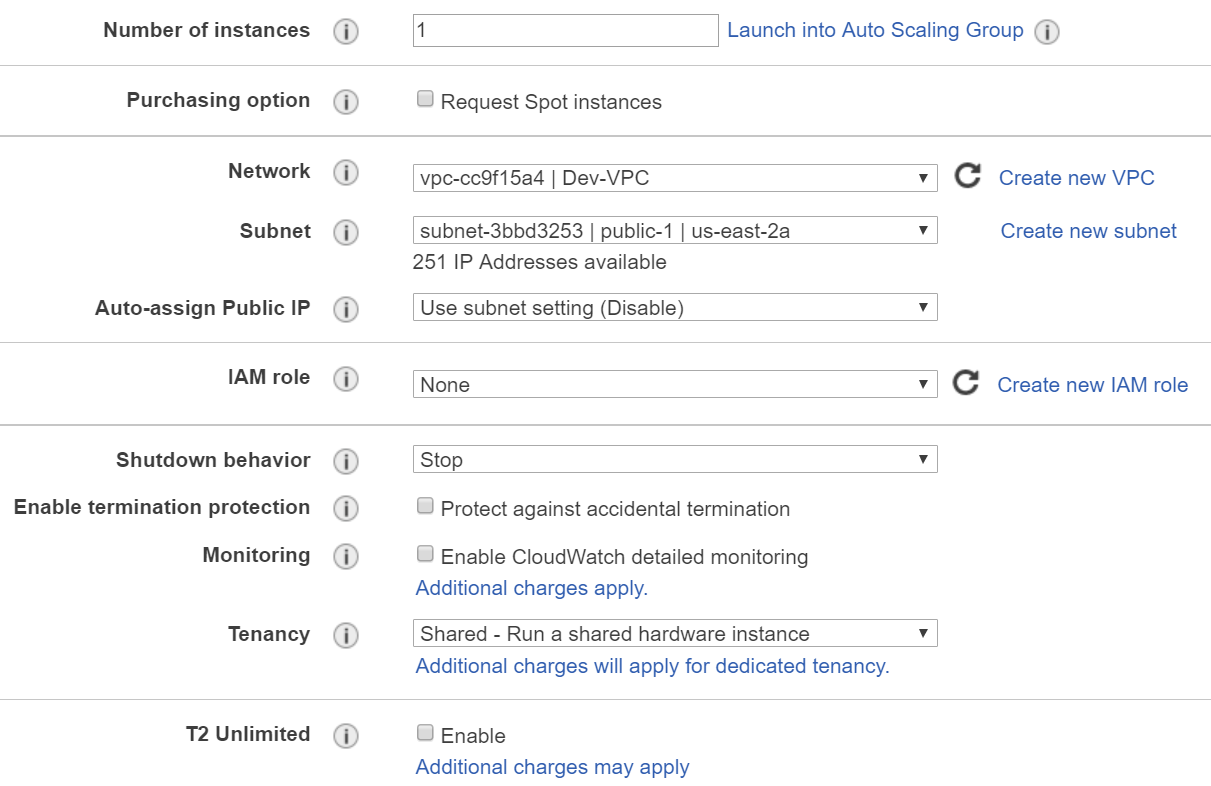 Number of instances i 1 Launch into Auto Scaling Group i
Purchasing option i Request Spot instances
Network i vpc-cc9f15a4 | Dev-VPC Create new VPC
Subnet i subnet-3bbd3253 | public-1 | us-east-2a Create new subnet
251 IP Addresses available
Auto-assign Public IP i Use subnet setting (Disable)
IAM role i None Create new IAM role
Shutdown behavior i Stop
Enable termination protection i Protect against accidental termination
Monitoring i Enable CloudWatch detailed monitoring
Additional charges apply.
Tenancy i Shared - Run a shared hardware instance
Additional charges will apply for dedicated tenancy.
T2 Unlimited i Enable
Additional charges may apply